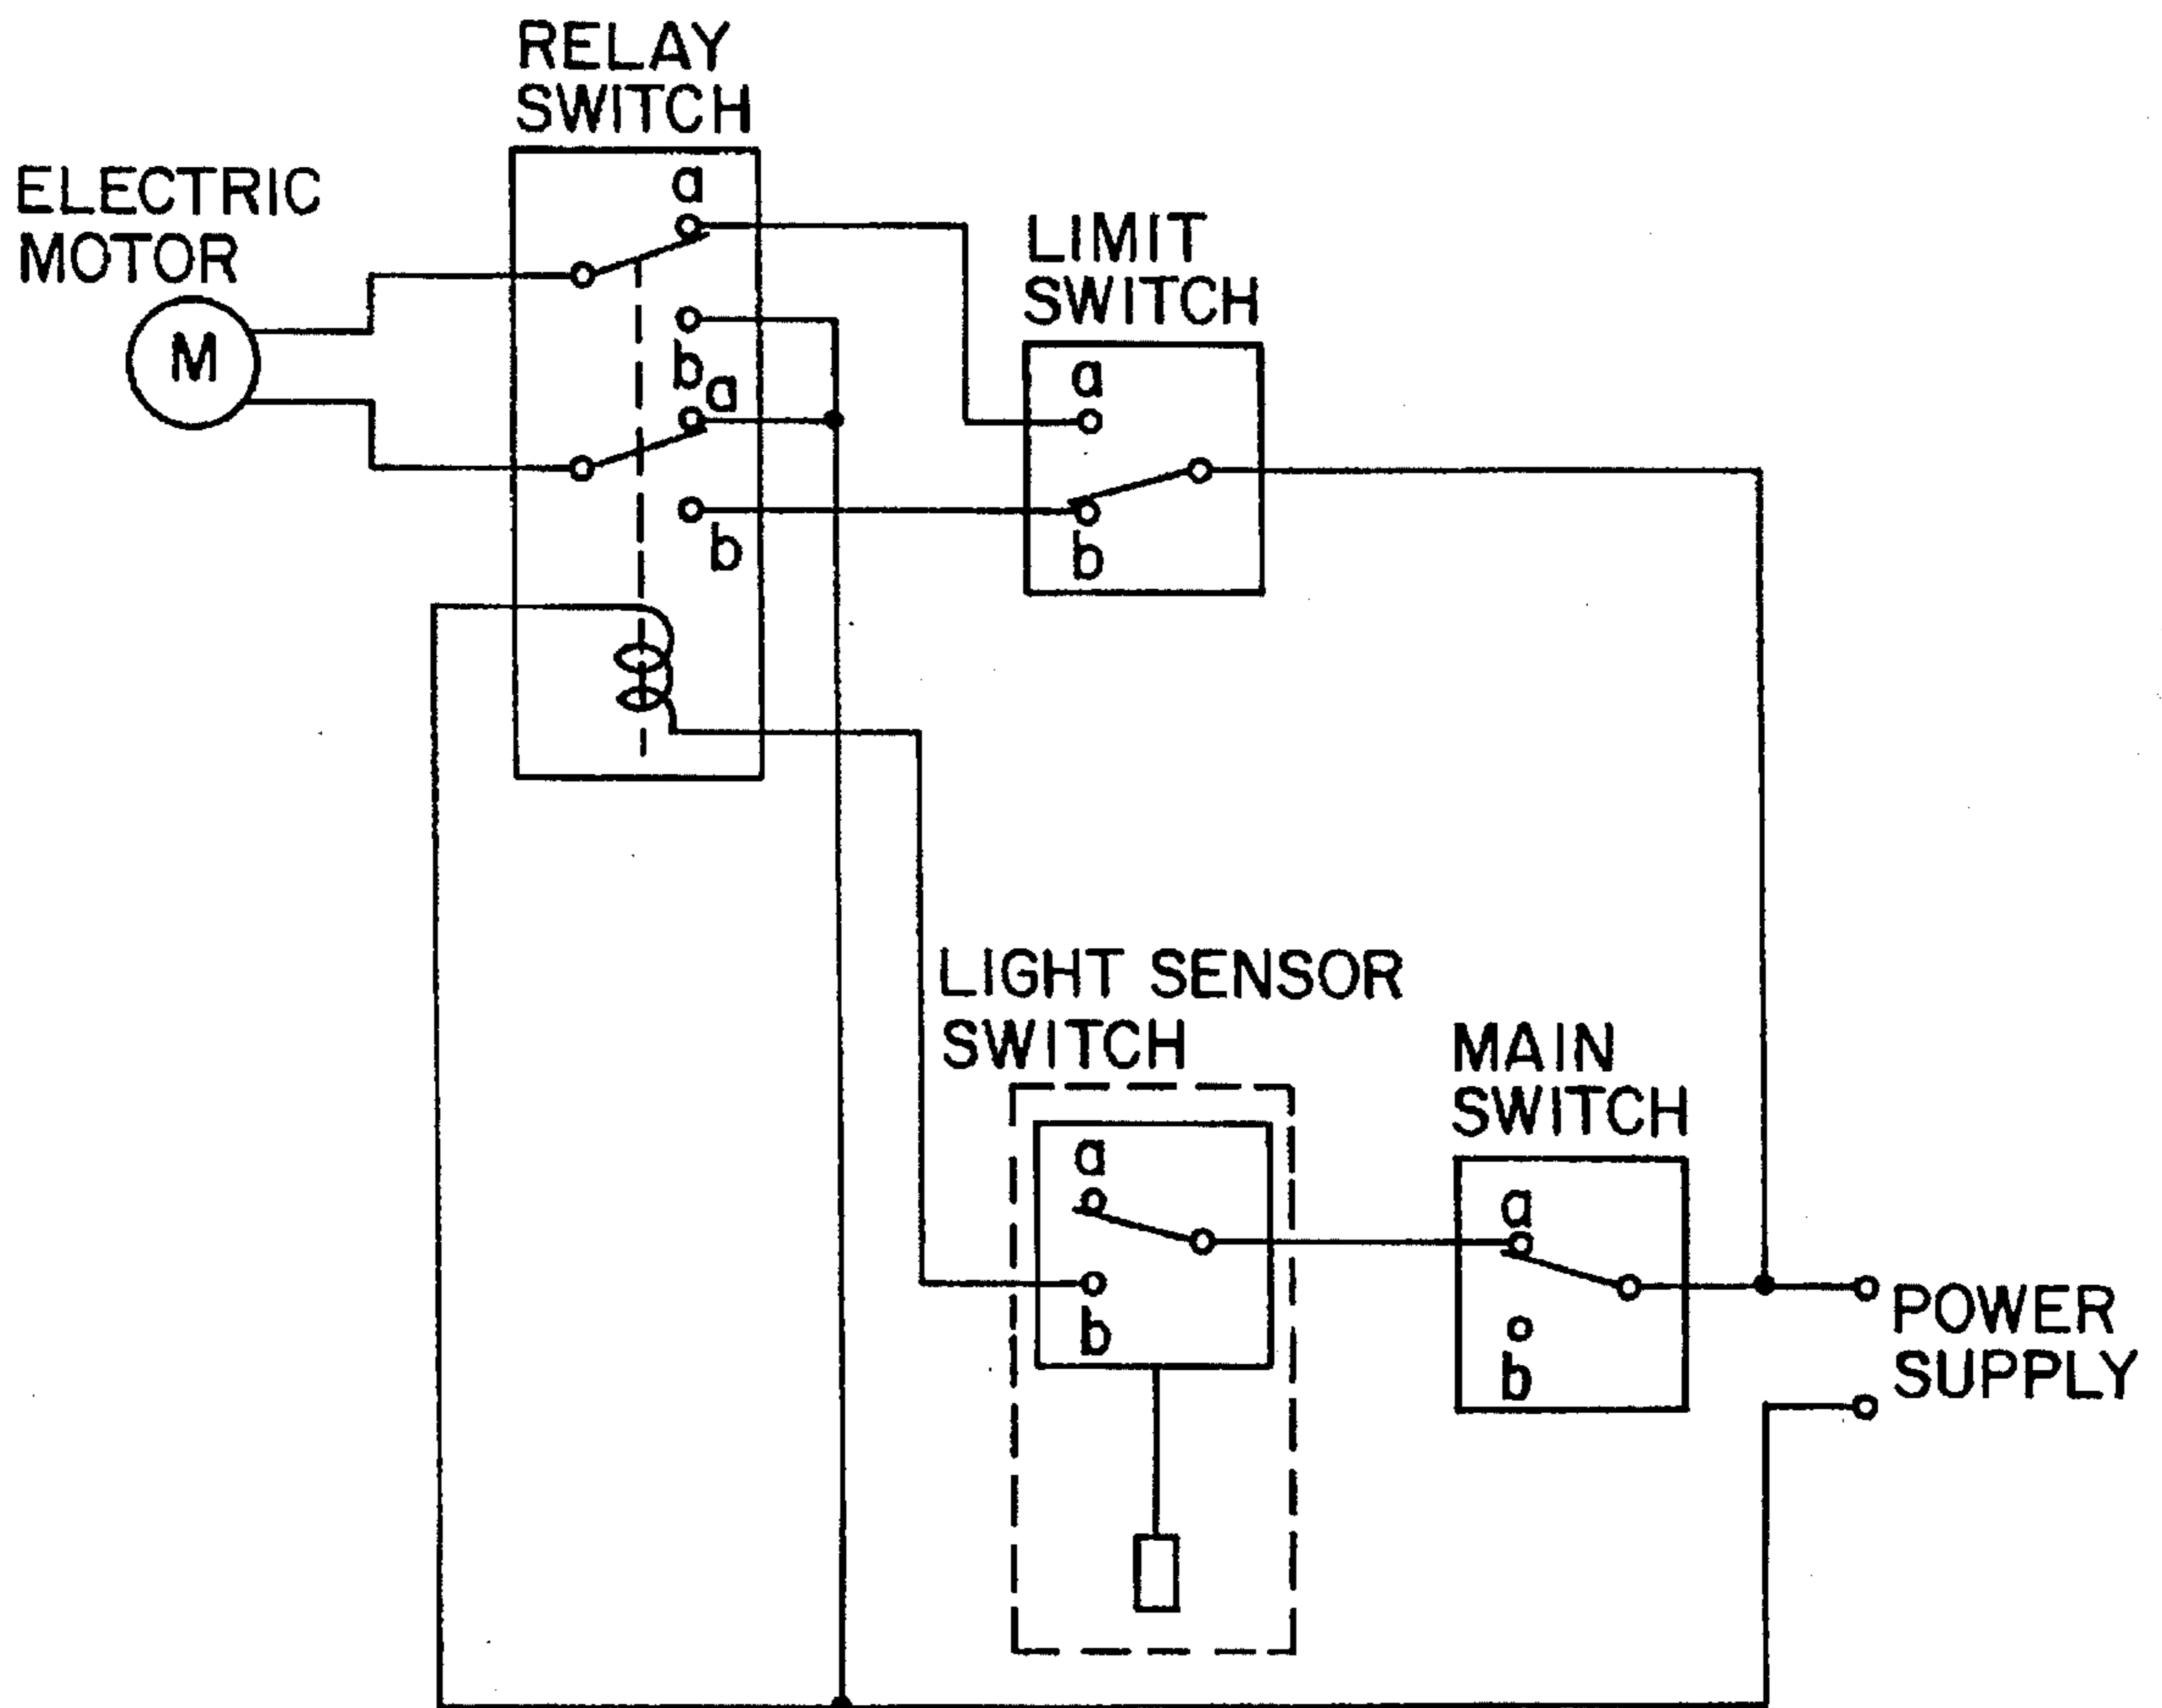 RELAY
SWITCH
ELECTRIC
MOTOR
M
a
b
a
b
LIMIT
SWITCH
a
b
LIGHT SENSOR
SWITCH
a
b
MAIN
SWITCH
a
b
POWER
SUPPLY